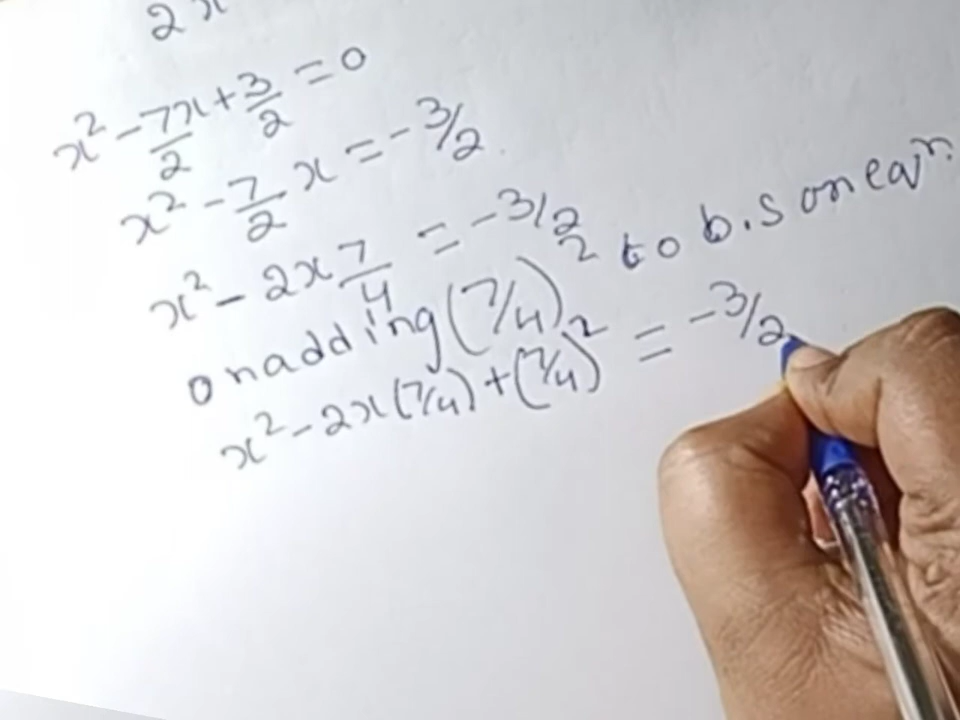 2x
x² - 7x/2 + 3/2 = 0
x² - 7/2 x = -3/2
x² - 2x 7/4 = -3/2
on adding (7/4)² to b.s on eqⁿ.
x² - 2x(7/4) + (7/4)² = -3/2